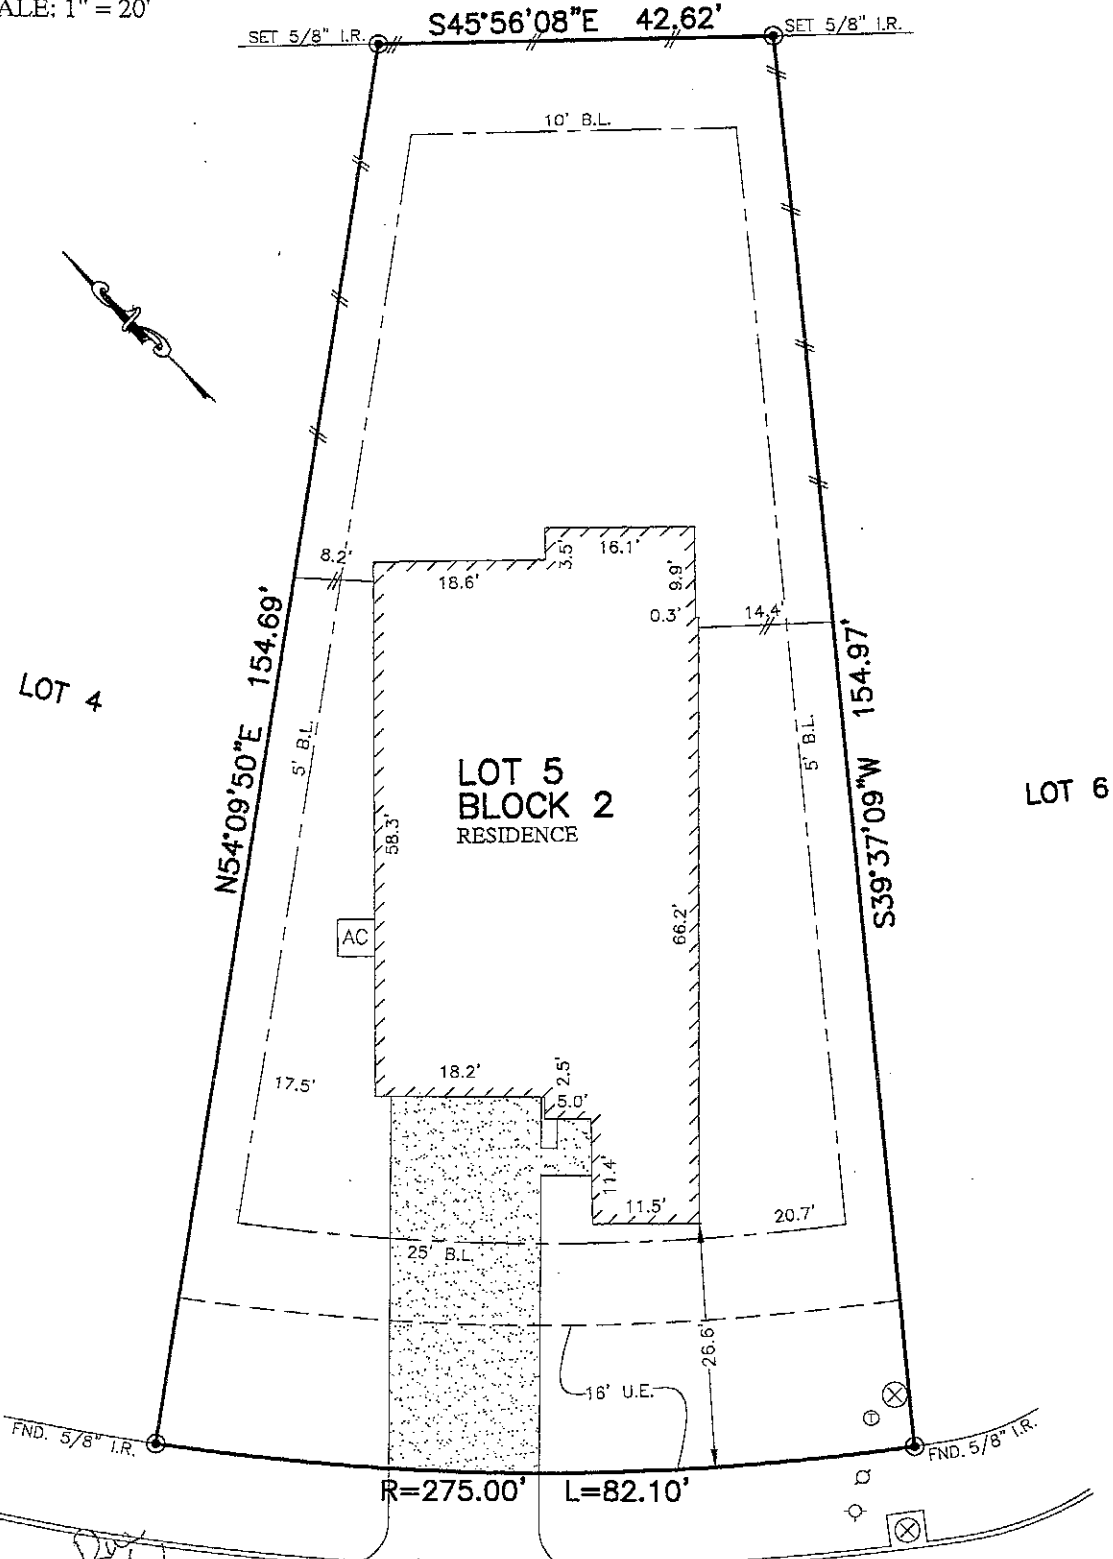 ALE: 1" = 20'
S45°56'08"E 42.62'
SET 5/8" I.R.
SET 5/8" I.R.
10' B.L.
8.2'
18.6'
3.5'
16.1'
9.9'
0.3'
14.4'
N54°09'50"E 154.69'
S39°37'09"W 154.97'
LOT 4
5' B.L.
5' B.L.
LOT 5
BLOCK 2
RESIDENCE
LOT 6
58.3'
66.2'
AC
17.5'
18.2'
2.5'
5.0'
11.4'
11.5'
20.7'
25' B.L.
26.6'
16' U.E.
T
FND. 5/8" I.R.
FND. 5/8" I.R.
R=275.00' L=82.10'